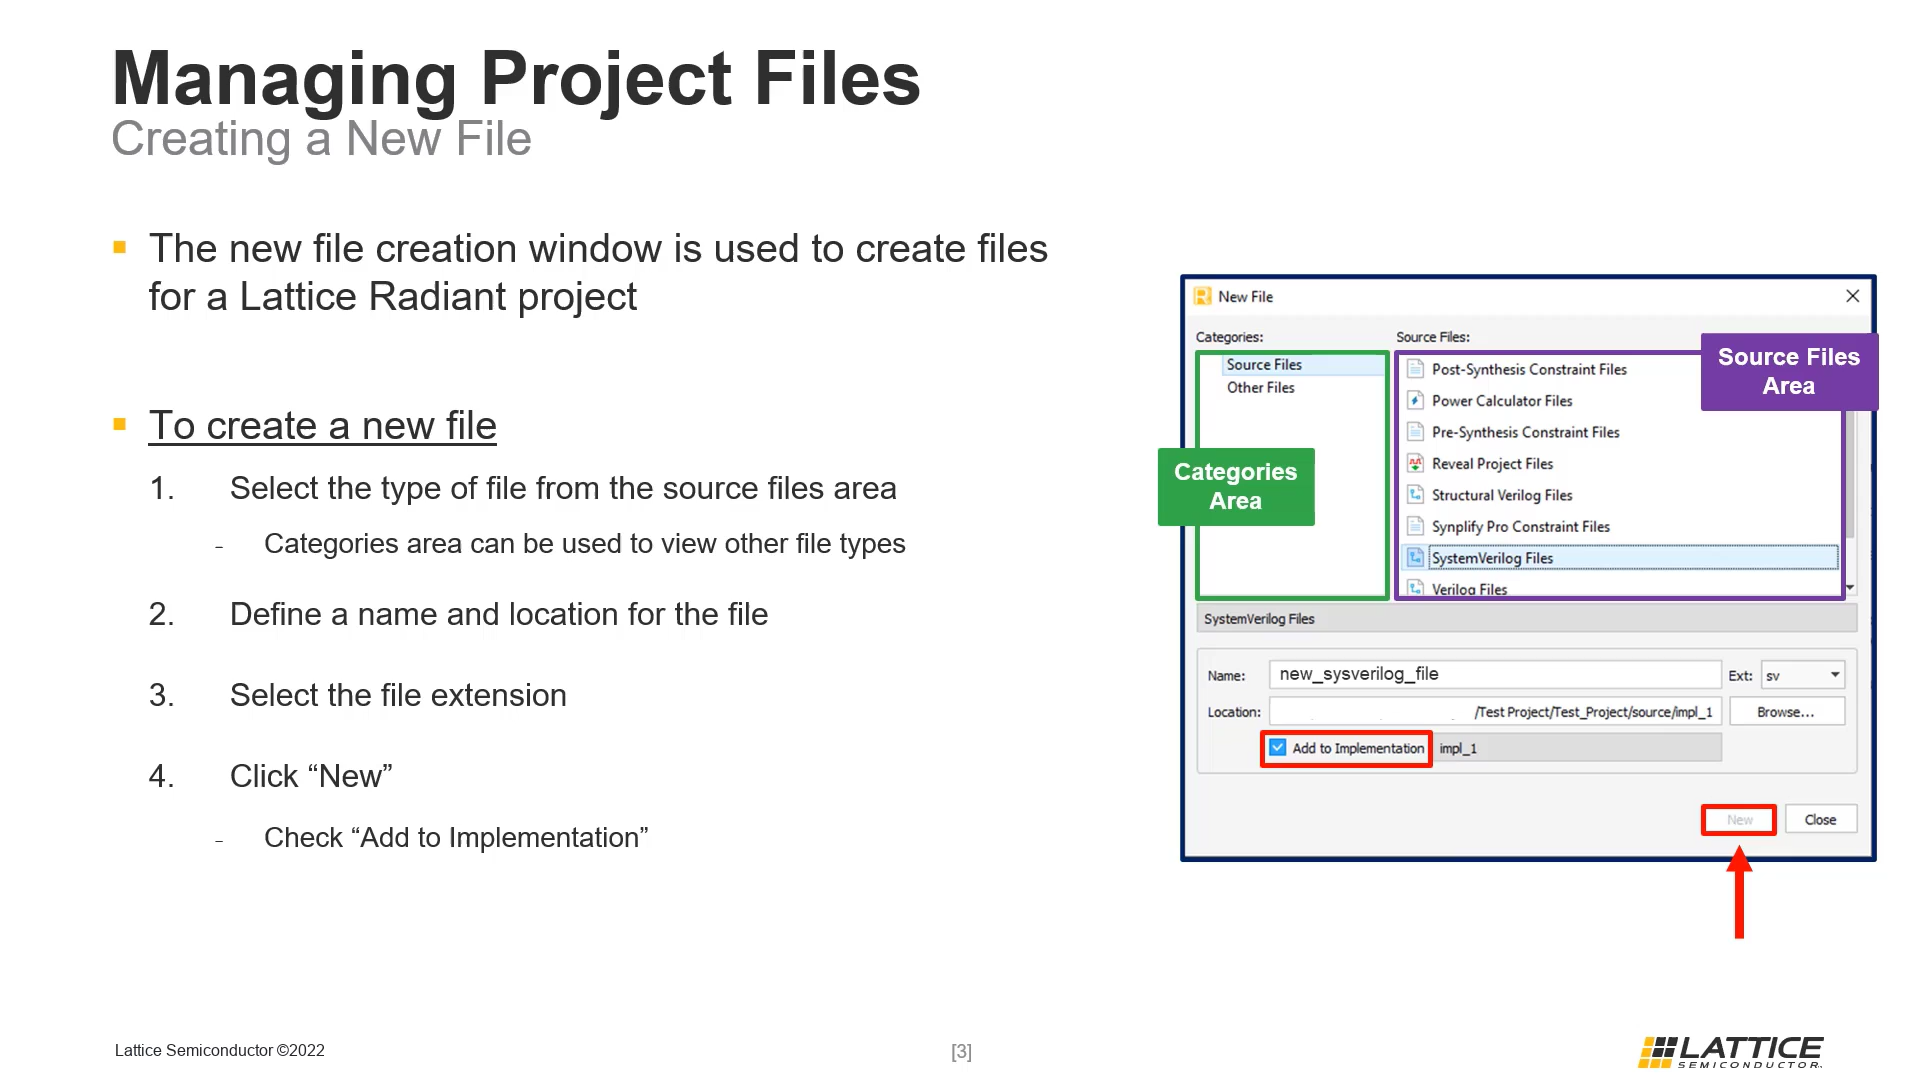 Managing Project Files
Creating a New File
▪ The new file creation window is used to create files
for a Lattice Radiant project
▪ To create a new file
1. Select the type of file from the source files area
- Categories area can be used to view other file types
2. Define a name and location for the file
3. Select the file extension
4. Click “New”
- Check “Add to Implementation”
New File
Categories:
Source Files
Other Files
Categories
Area
Source Files:
Source Files
Area
Post-Synthesis Constraint Files
Power Calculator Files
Pre-Synthesis Constraint Files
Reveal Project Files
Structural Verilog Files
Synplify Pro Constraint Files
SystemVerilog Files
Verilog Files
SystemVerilog Files
Name: new_sysverilog_file Ext: sv
Location: /Test Project/Test_Project/source/impl_1 Browse...
Add to Implementation impl_1
New Close
Lattice Semiconductor ©2022
[3]
LATTICE
SEMICONDUCTOR